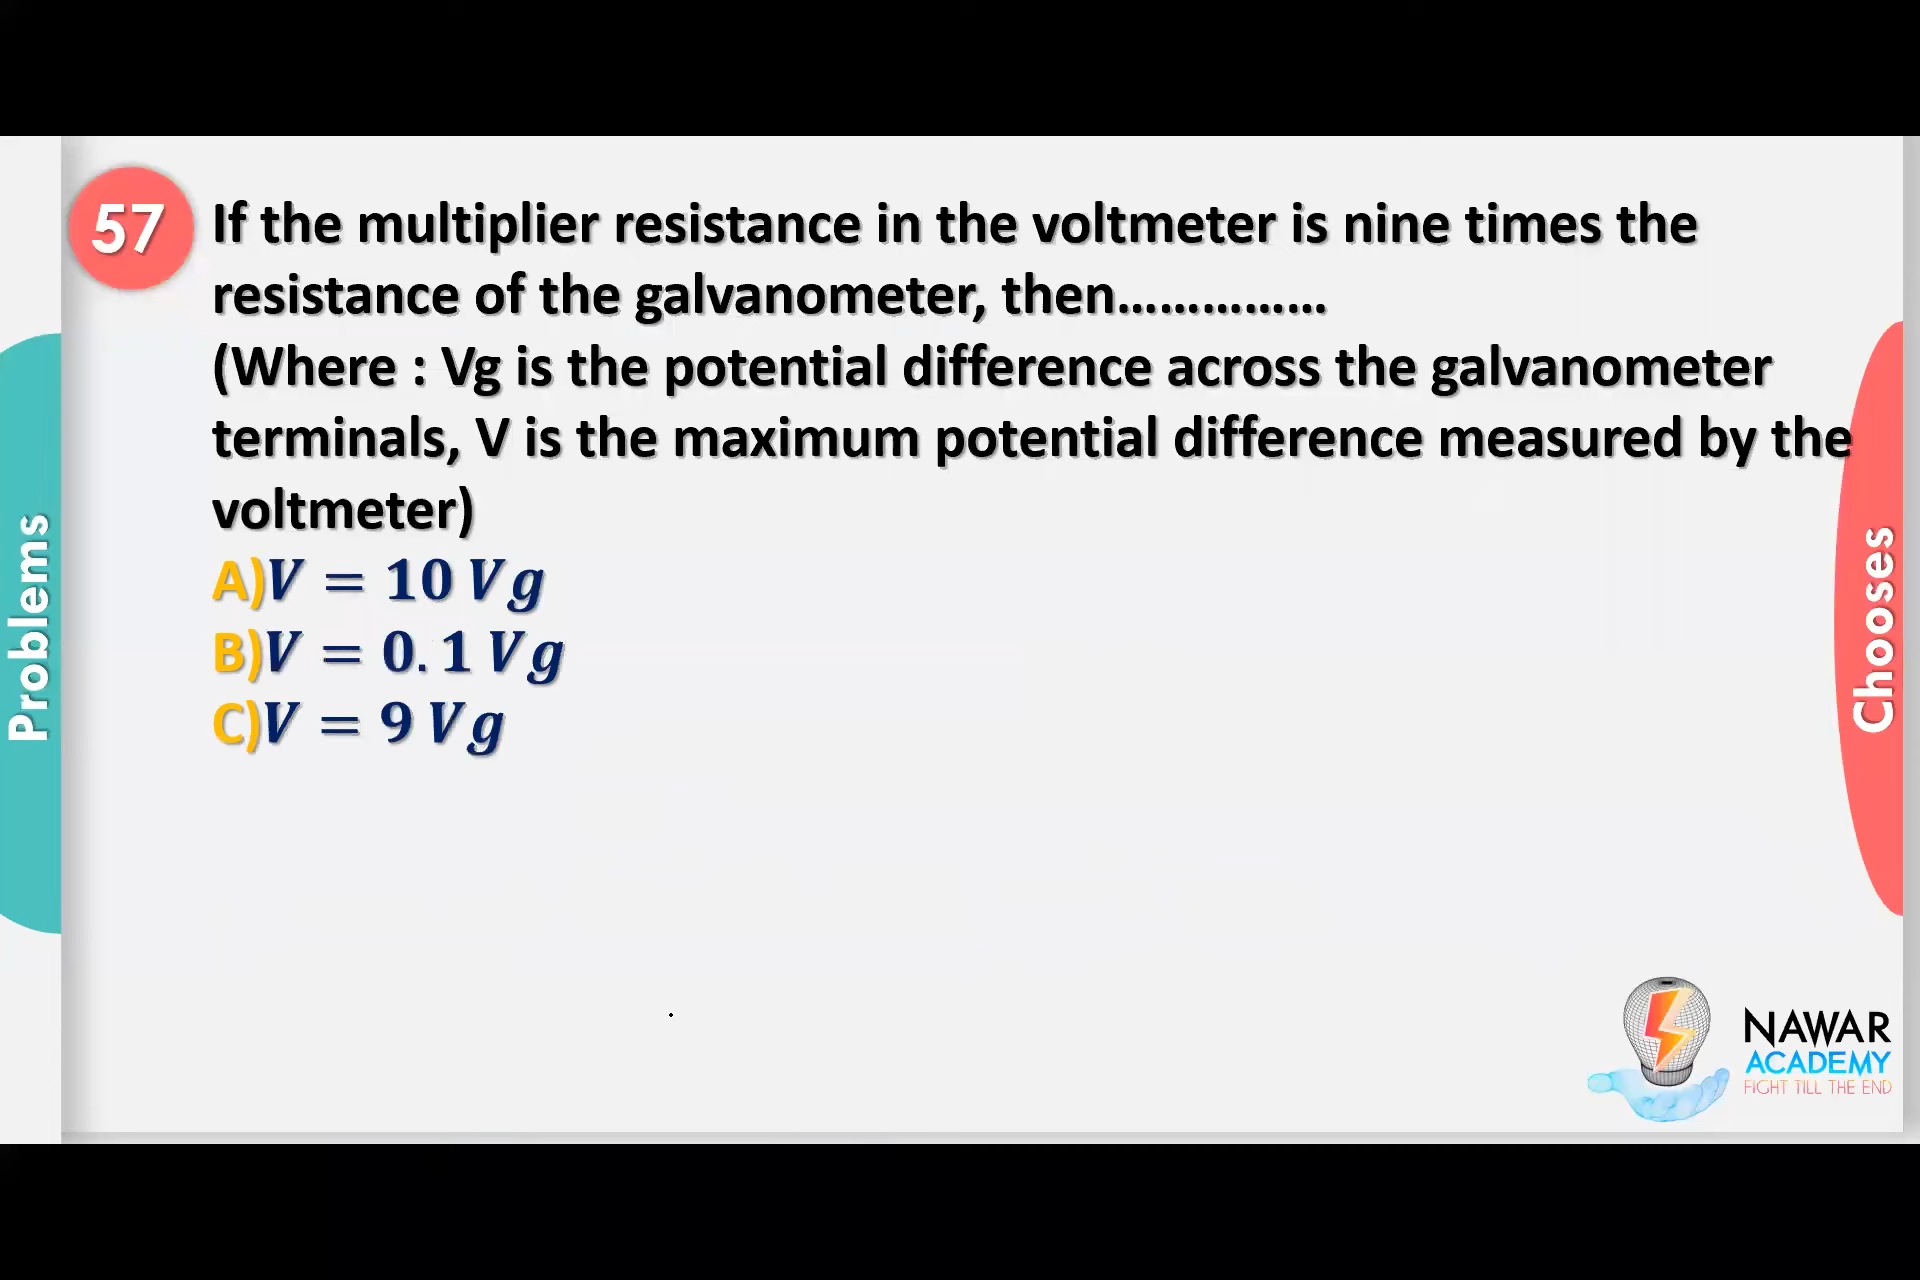 57
If the multiplier resistance in the voltmeter is nine times the
resistance of the galvanometer, then……………
(Where : Vg is the potential difference across the galvanometer
terminals, V is the maximum potential difference measured by the
voltmeter)
A)V = 10 Vg
B)V = 0.1 Vg
C)V = 9 Vg
Problems
Chooses
NAWAR
ACADEMY
FIGHT TILL THE END